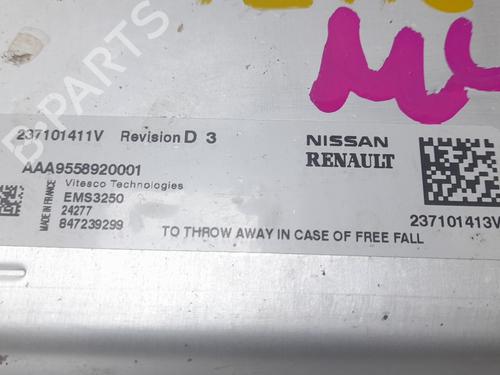 B-PARTS
237101411V Revision D 3
NISSAN
RENAULT
AAA9558920001
Vitesco Technologies
EMS3250
24277
847239299
MADE IN FRANCE
237101413V
TO THROW AWAY IN CASE OF FREE FALL